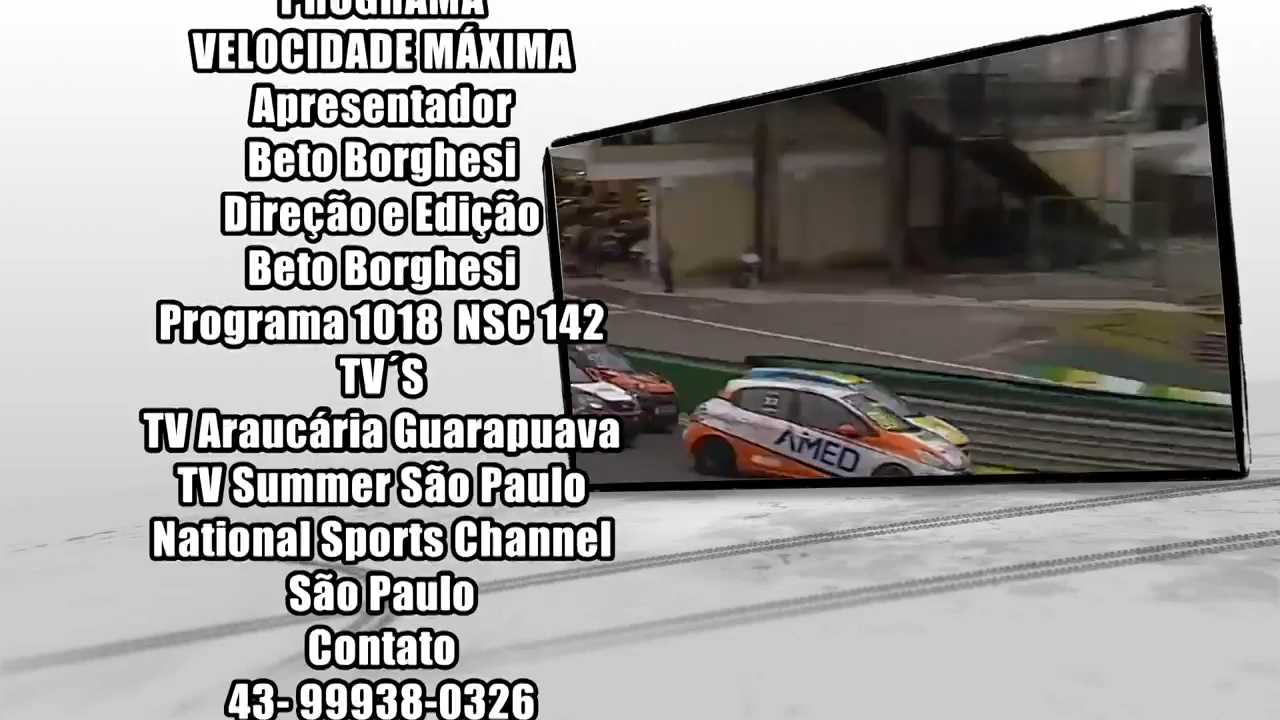 PROGRAMA
VELOCIDADE MÁXIMA
Apresentador
Beto Borghesi
Direção e Edição
Beto Borghesi
Programa 1018 NSC 142
TV´S
TV Araucária Guarapuava
TV Summer São Paulo
National Sports Channel
São Paulo
Contato
43- 99938-0326
AMED